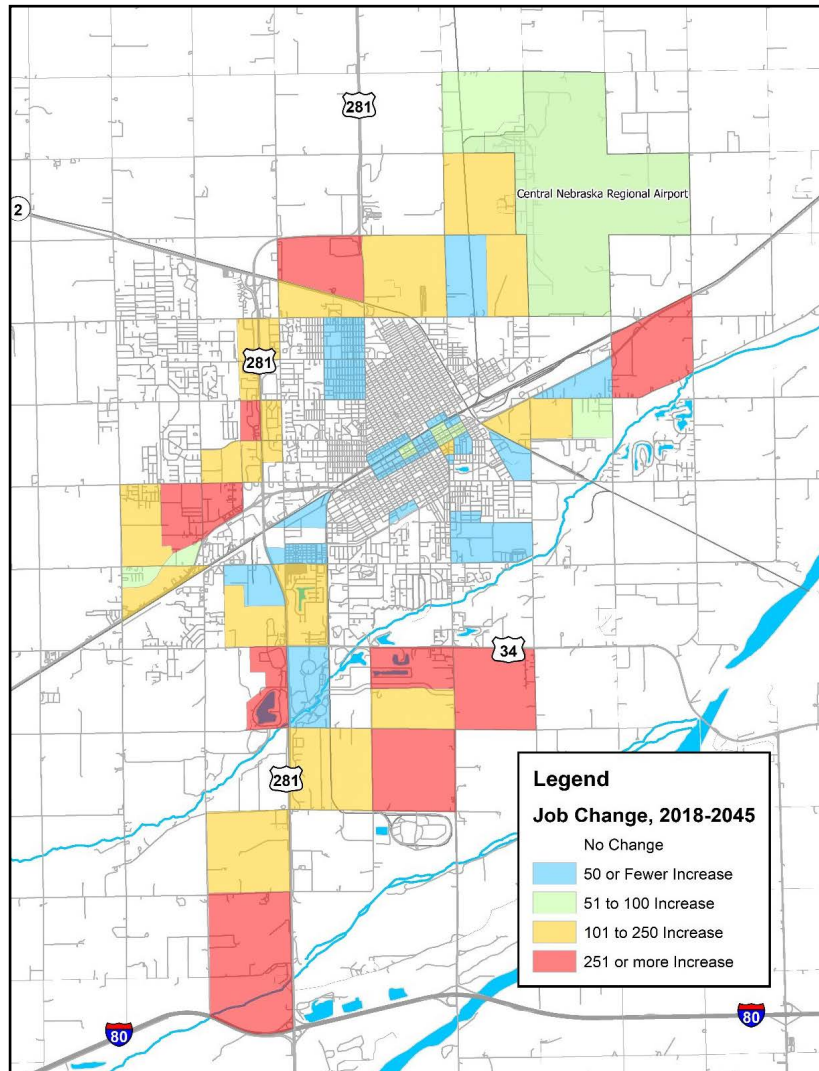 281
2
Central Nebraska Regional Airport
281
34
281
Legend
Job Change, 2018-2045
No Change
50 or Fewer Increase
51 to 100 Increase
101 to 250 Increase
251 or more Increase
80
80